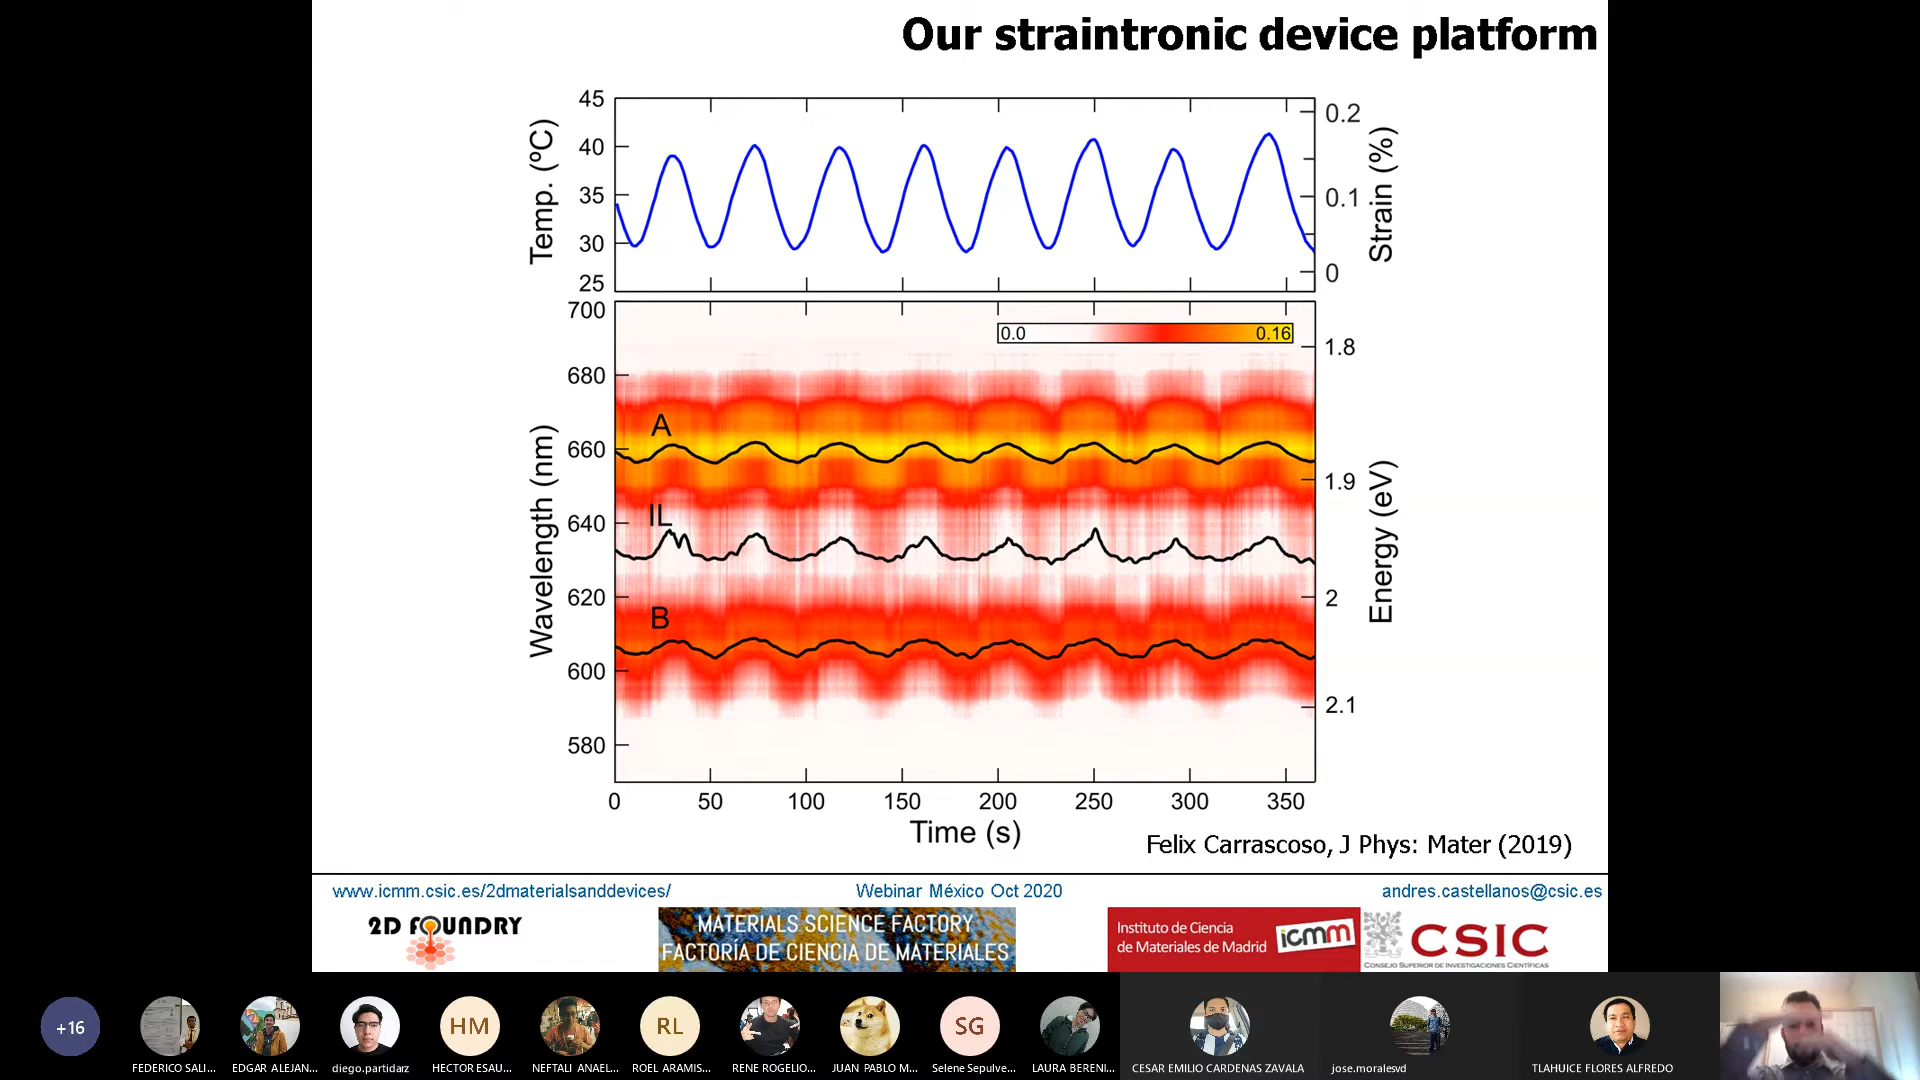 Our straintronic device platform
45
40
35
30
25
Temp. (ºC)
0.2
0.1
0
Strain (%)
700
680
660
640
620
600
580
Wavelength (nm)
0.0
0.16
A
IL
B
1.8
1.9
2
2.1
Energy (eV)
0 50 100 150 200 250 300 350
Time (s)
Felix Carrascoso, J Phys: Mater (2019)
www.icmm.csic.es/2dmaterialsanddevices/ Webinar México Oct 2020 andres.castellanos@csic.es
2D FOUNDRY
MATERIALS SCIENCE FACTORY
FACTORÍA DE CIENCIA DE MATERIALES
Instituto de Ciencia
de Materiales de Madrid
icmm
CSIC
CONSEJO SUPERIOR DE INVESTIGACIONES CIENTÍFICAS
+16
HM
RL
SG
FEDERICO SALI...
EDGAR ALEJAN...
diego.partidarz
HECTOR ESAU...
NEFTALI ANAEL...
ROEL ARAMIS...
RENE ROGELIO...
JUAN PABLO M...
Selene Sepulve...
LAURA BERENI...
CESAR EMILIO CARDENAS ZAVALA
jose.moralesvd
TLAHUICE FLORES ALFREDO